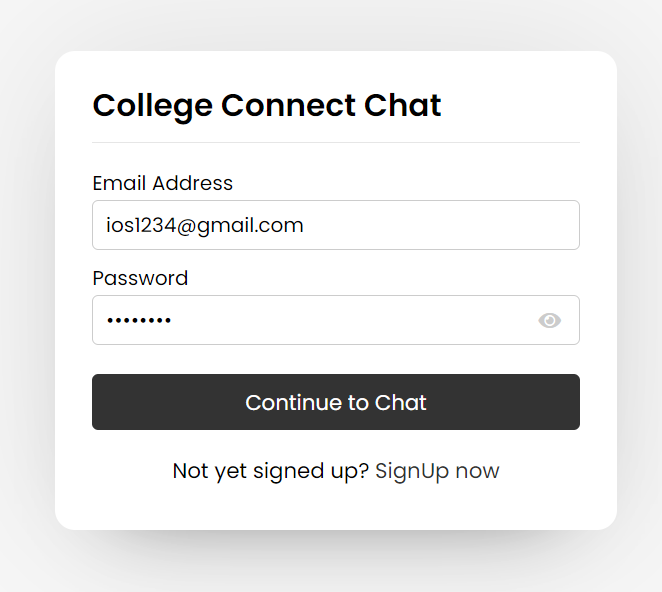 College Connect Chat
Email Address
ios1234@gmail.com
Password
••••••••
Continue to Chat
Not yet signed up? SignUp now